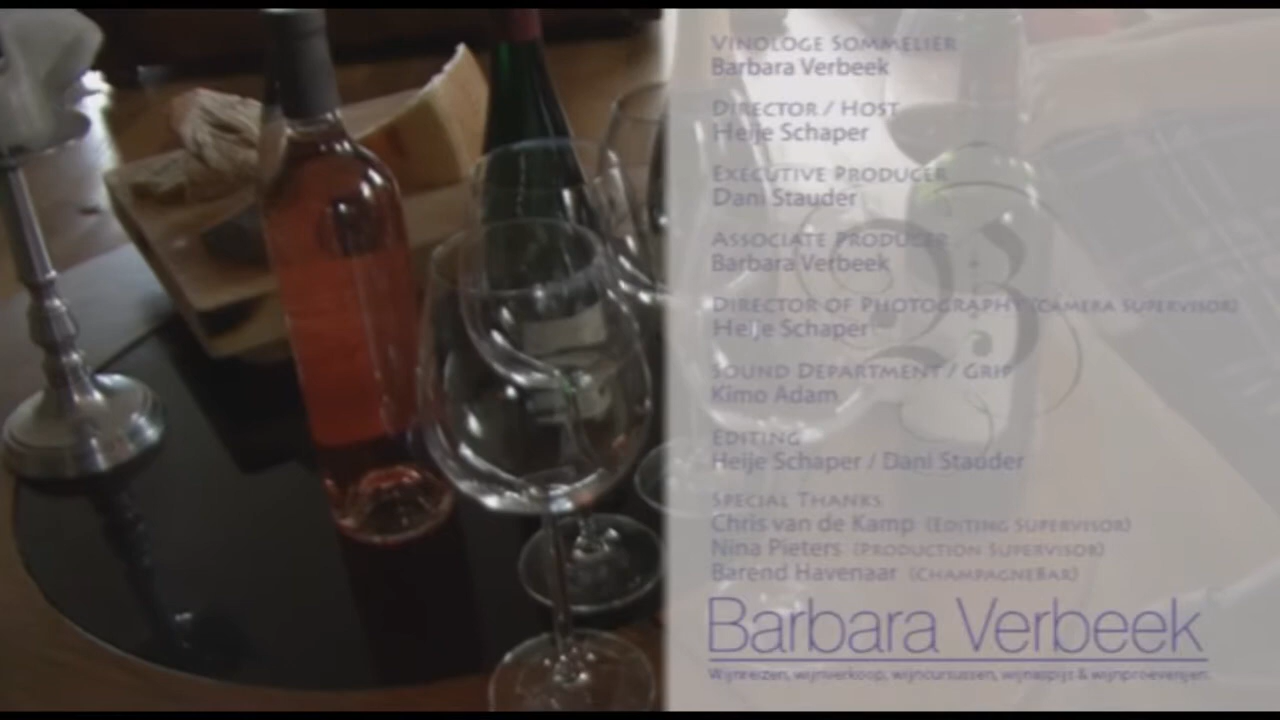 VINOLOGE SOMMELIER
Barbara Verbeek
DIRECTOR / HOST
Heije Schaper
EXECUTIVE PRODUCER
Dani Stauder
ASSOCIATE PRODUCER
Barbara Verbeek
DIRECTOR OF PHOTOGRAPHY (CAMERA SUPERVISOR)
Heije Schaper
SOUND DEPARTMENT / GRIP
Kimo Adam
EDITING
Heije Schaper / Dani Stauder
SPECIAL THANKS
Chris van de Kamp (EDITING SUPERVISOR)
Nina Pieters (PRODUCTION SUPERVISOR)
Barend Havenaar (CHAMPAGNEBAR)
Barbara Verbeek
Wijnreizen, wijnverkoop, wijncursussen, wijnspijs & wijnproeverijen.